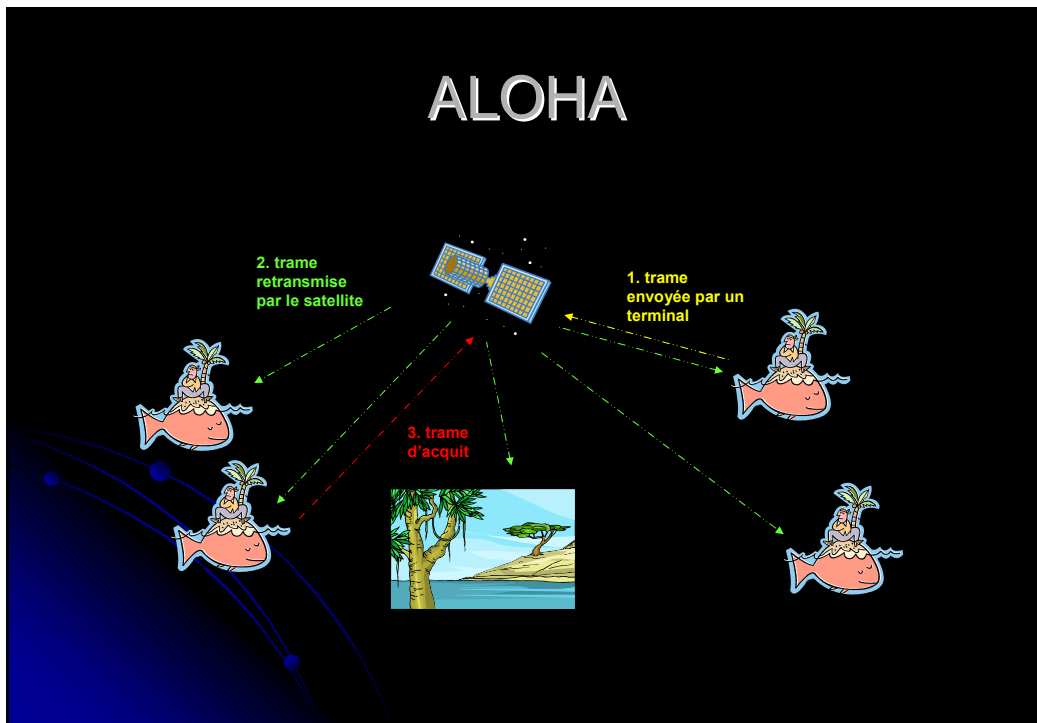 ALOHA
2. trame
retransmise
par le satellite
1. trame
envoyée par un
terminal
3. trame
d'acquit